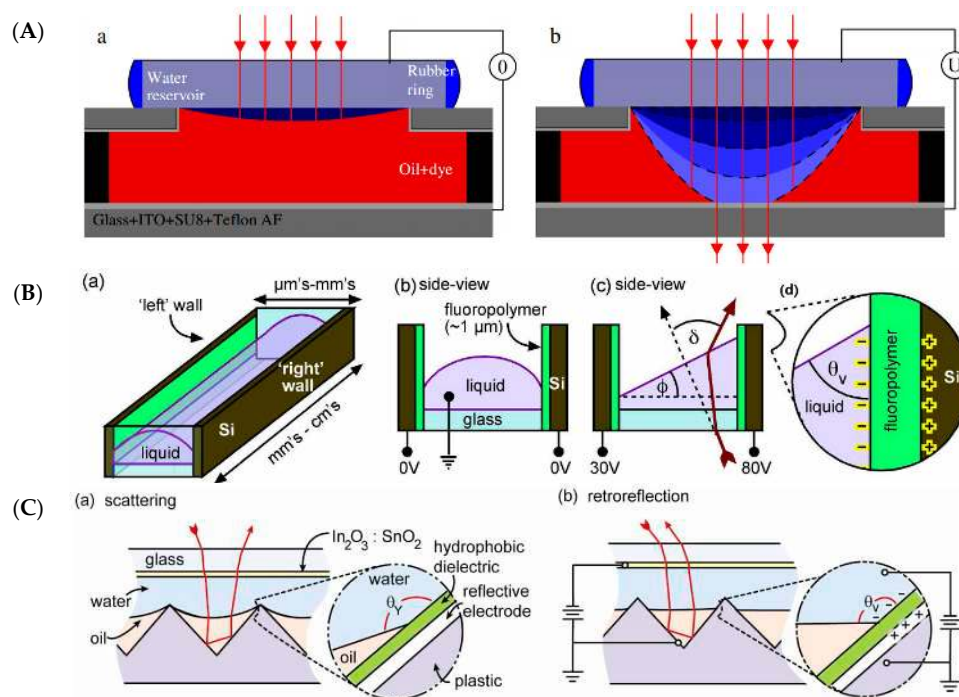 (A)
a
Water
reservoir
Rubber
ring
0
Oil+dye
Glass+ITO+SU8+Teflon AF
b
U
(B)
(a)
μm's-mm's
'left' wall
'right'
wall
Si
liquid
mm's - cm's
(b) side-view
fluoropolymer
(~1 μm)
liquid
Si
glass
0V
0V
(c) side-view
δ
ϕ
30V
80V
(d)
θV
liquid
fluoropolymer
Si
(C)
(a) scattering
In2O3 : SnO2
glass
water
oil
hydrophobic
dielectric
reflective
electrode
water
θY
oil
plastic
(b) retroreflection
θV